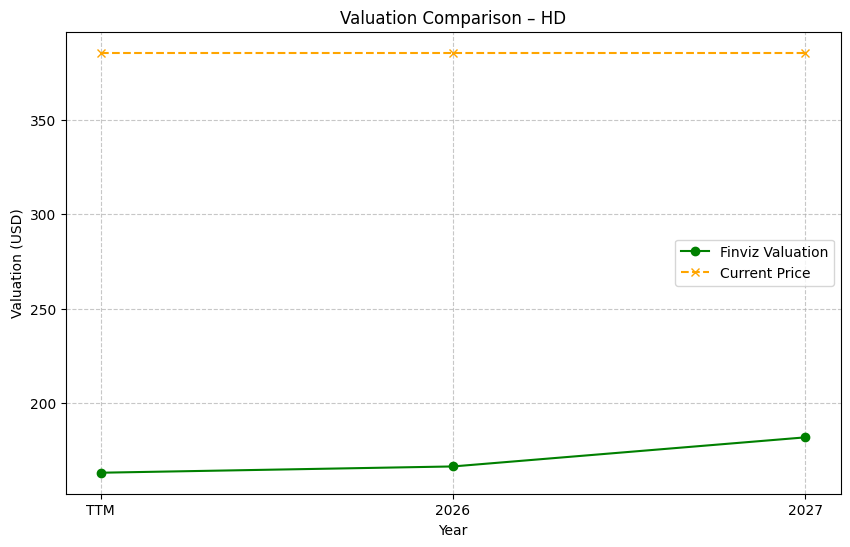 Valuation Comparison – HD
Valuation (USD)
350
300
250
200
Finviz Valuation
Current Price
TTM
2026
2027
Year